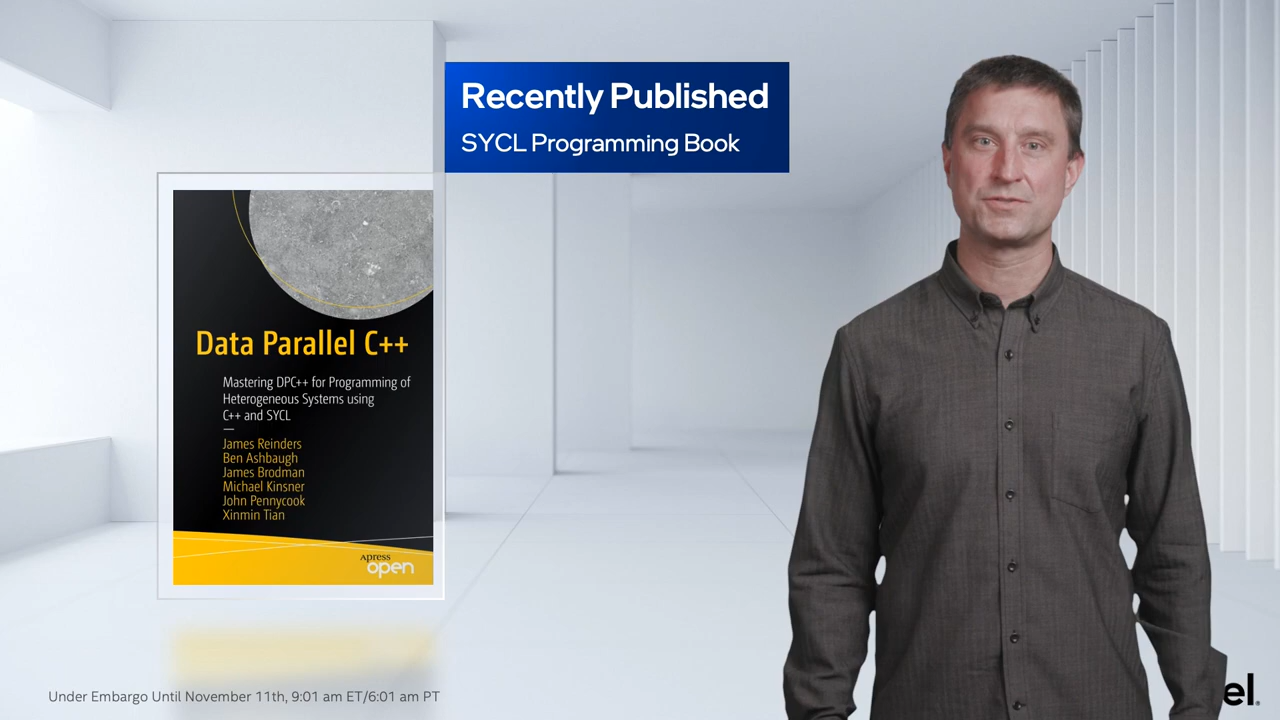 Recently Published
SYCL Programming Book
Data Parallel C++
Mastering DPC++ for Programming of
Heterogeneous Systems using
C++ and SYCL
James Reinders
Ben Ashbaugh
James Brodman
Michael Kinsner
John Pennycook
Xinmin Tian
Apress
open
Under Embargo Until November 11th, 9:01 am ET/6:01 am PT
el.